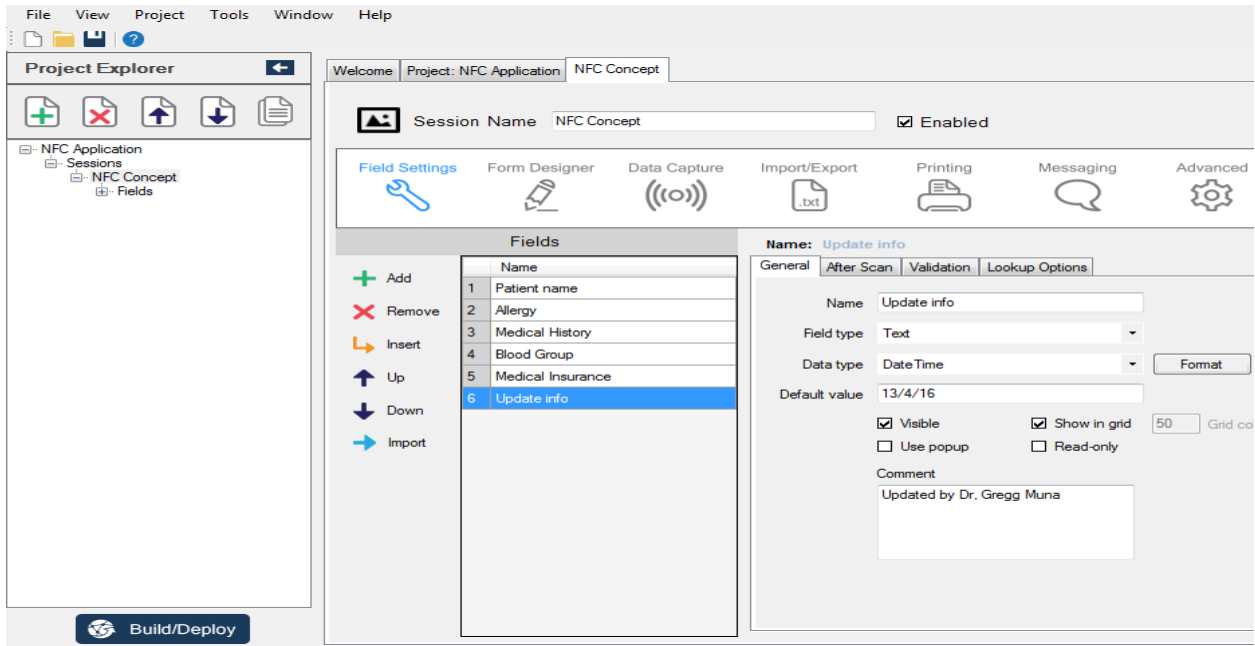 File View Project Tools Window Help
Project Explorer
Welcome Project: NFC Application NFC Concept
Session Name NFC Concept Enabled
NFC Application
Sessions
NFC Concept
Fields
Field Settings Form Designer Data Capture Import/Export Printing Messaging Advanced
.txt
Fields
Name: Update info
Add
Remove
Insert
Up
Down
Import
Name
1 Patient name
2 Allergy
3 Medical History
4 Blood Group
5 Medical Insurance
6 Update info
General After Scan Validation Lookup Options
Name Update info
Field type Text
Data type DateTime Format
Default value 13/4/16
Visible Show in grid 50 Grid co
Use popup Read-only
Comment
Updated by Dr, Gregg Muna
Build/Deploy